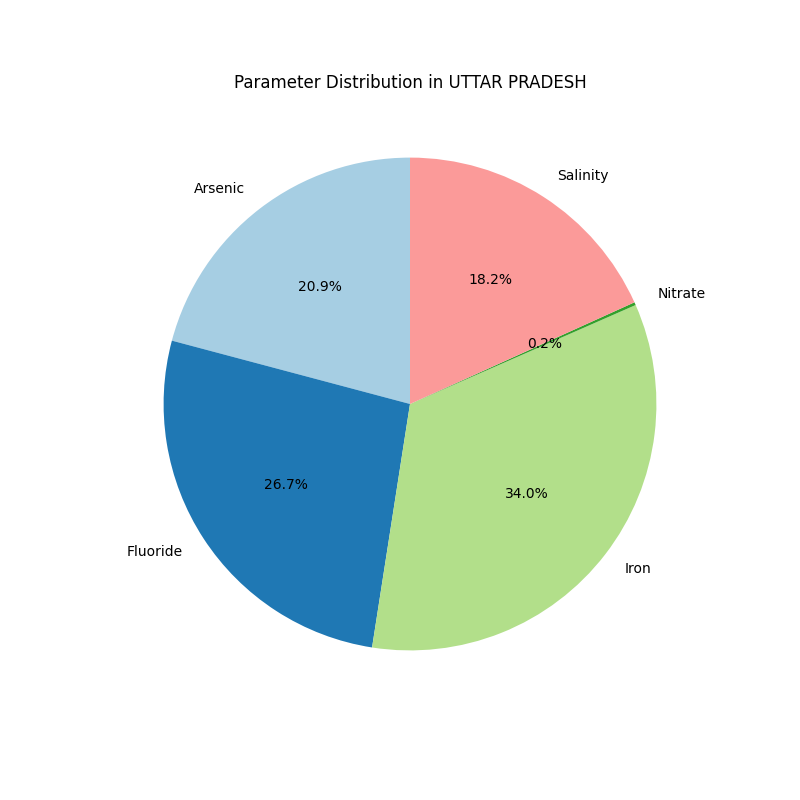 Parameter Distribution in UTTAR PRADESH
Salinity
Arsenic
18.2%
20.9%
Nitrate
0.2%
26.7%
34.0%
Fluoride
Iron